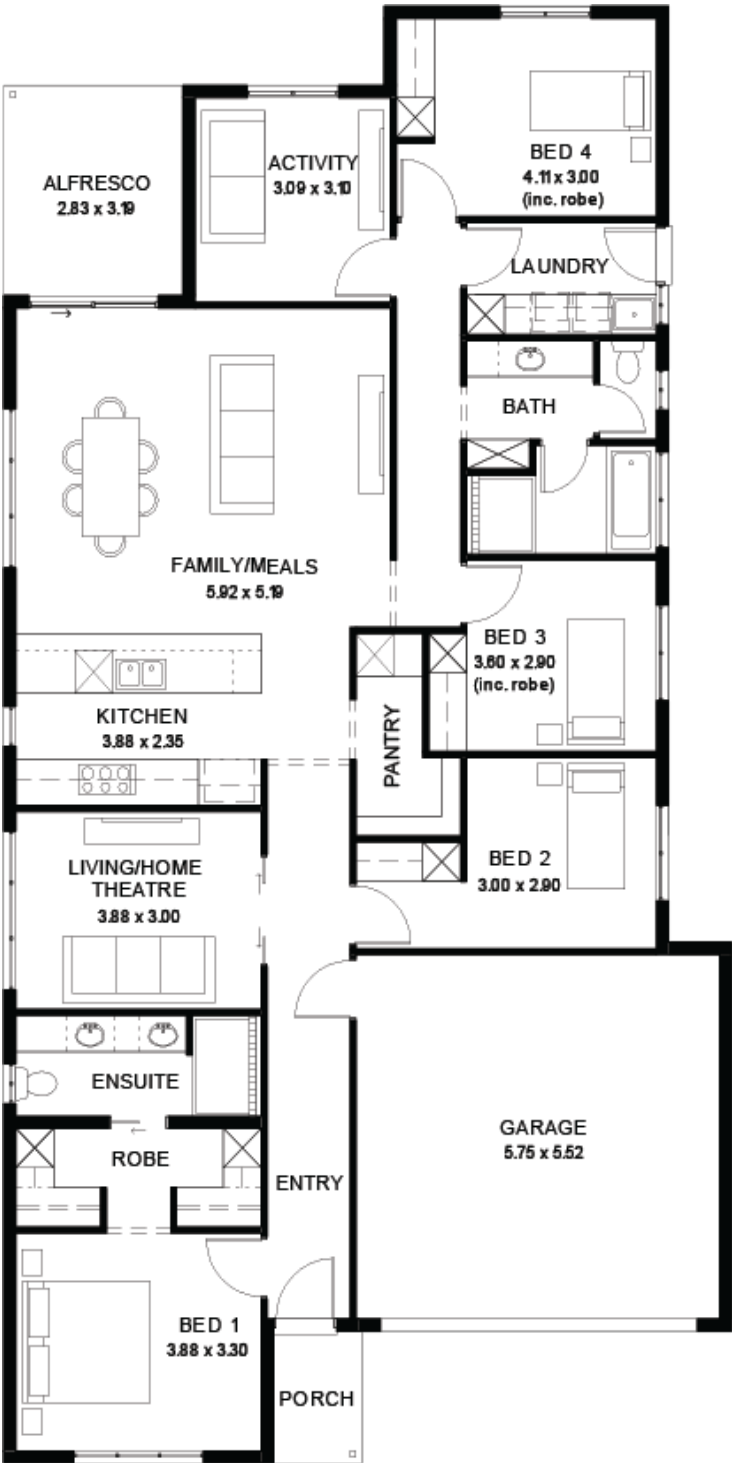 BED 4
4.11 x 3.00
(inc. robe)
ACTIVITY
3.09 x 3.10
ALFRESCO
2.83 x 3.19
LAUNDRY
BATH
FAMILY/MEALS
5.92 x 5.19
BED 3
3.60 x 2.90
(inc. robe)
KITCHEN
3.88 x 2.35
PANTRY
BED 2
3.00 x 2.90
LIVING/HOME
THEATRE
3.88 x 3.00
ENSUITE
GARAGE
5.75 x 5.52
ROBE
ENTRY
BED 1
3.88 x 3.30
PORCH